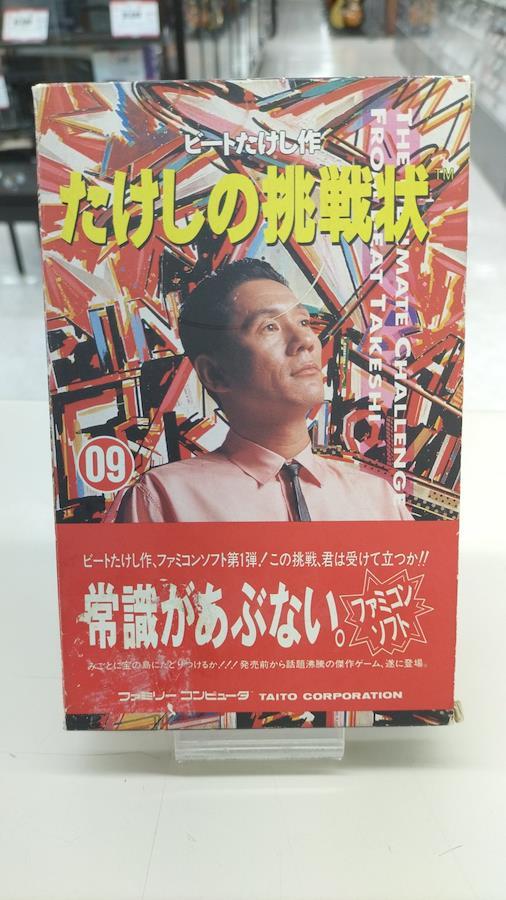 ビートたけし作
たけしの挑戦状™
THE ULTIMATE CHALLENGE
FROM BEAT TAKESHI
09
ビートたけし作、ファミコンソフト第1弾!この挑戦、君は受けて立つか!!
常識があぶない。
ファミコン
ソフト
みごとに宝の島にたどりつけるか!!!発売前から話題沸騰の傑作ゲーム、遂に登場。
ファミリーコンピュータ TAITO CORPORATION